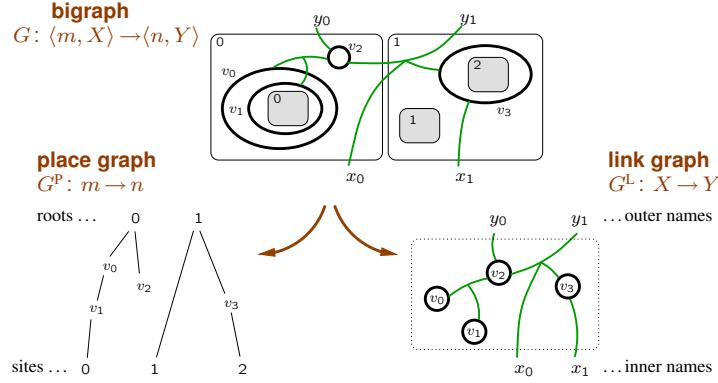 bigraph
G: ⟨m, X⟩ → ⟨n, Y⟩
y₀ y₁
0 v₂ 1
v₀ 2
v₁ 0
v₃
1
x₀ x₁
place graph
Gᴾ: m → n
link graph
Gᴸ: X → Y
roots ... 0 1
y₀ y₁ ... outer names
v₀
v₂
v₂
v₁ v₃
v₀ v₃
v₁
sites ... 0 1 2
x₀ x₁ ... inner names